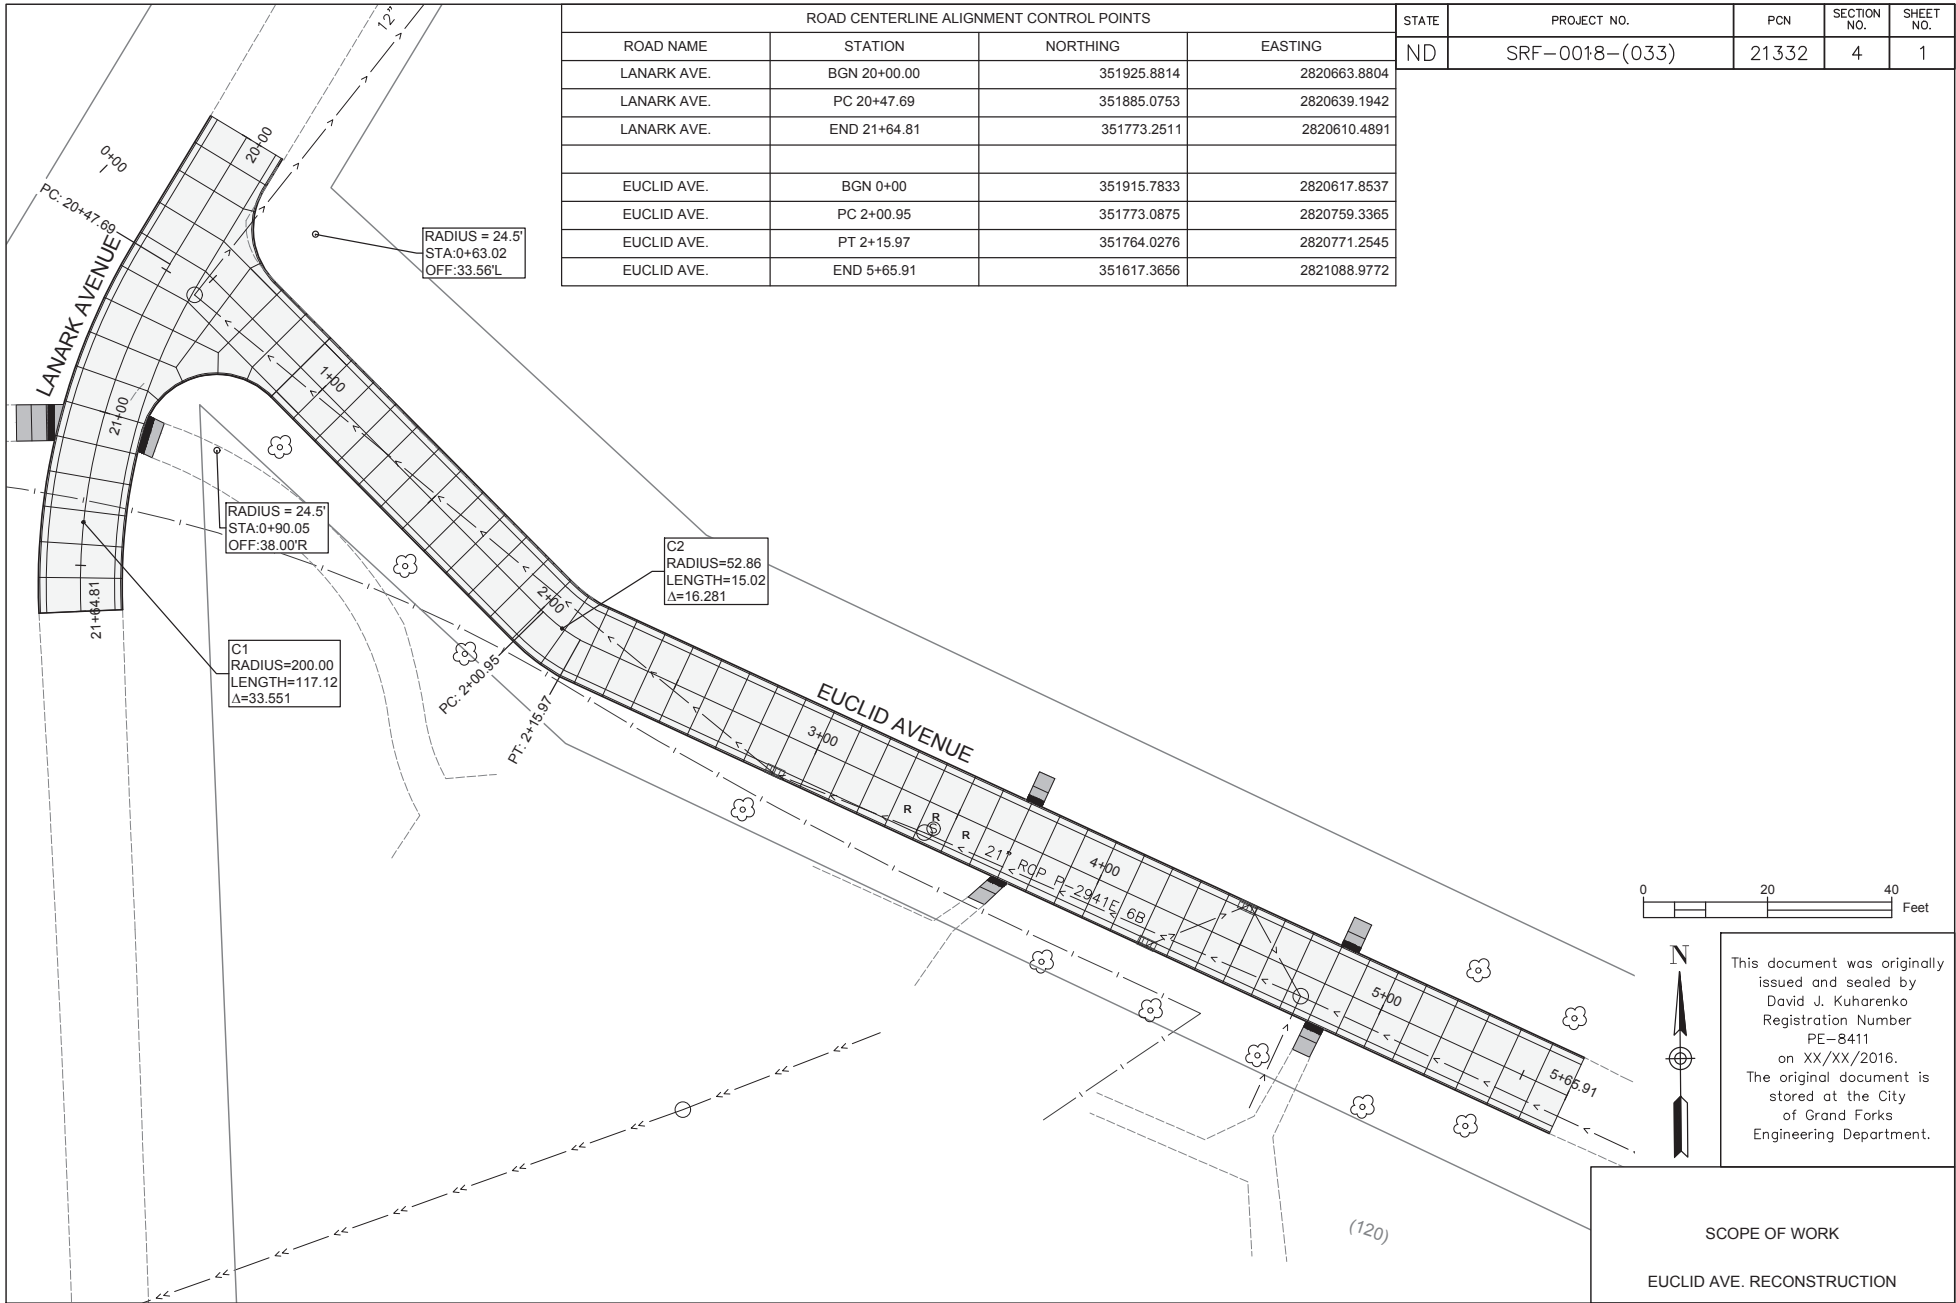 ROAD CENTERLINE ALIGNMENT CONTROL POINTS
ROAD NAME STATION NORTHING EASTING
LANARK AVE. BGN 20+00.00 351925.8814 2820663.8804
LANARK AVE. PC 20+47.69 351885.0753 2820639.1942
LANARK AVE. END 21+64.81 351773.2511 2820610.4891
EUCLID AVE. BGN 0+00 351915.7833 2820617.8537
EUCLID AVE. PC 2+00.95 351773.0875 2820759.3365
EUCLID AVE. PT 2+15.97 351764.0276 2820771.2545
EUCLID AVE. END 5+65.91 351617.3656 2821088.9772
STATE PROJECT NO. PCN SECTION NO. SHEET NO.
ND SRF-0018-(033) 21332 4 1
12"
20+00
0+00
PC: 20+47.69
LANARK AVENUE
RADIUS = 24.5'
STA:0+63.02
OFF:33.56'L
1+00
21+00
RADIUS = 24.5'
STA:0+90.05
OFF:38.00'R
C2
RADIUS=52.86
LENGTH=15.02
Δ=16.281
2+00
21+64.81
C1
RADIUS=200.00
LENGTH=117.12
Δ=33.551
PC: 2+00.95
PT: 2+15.97
EUCLID AVENUE
3+00
R
R
R
S
21" RCP P-2941E 6B
4+00
5+00
5+65.91
(120)
0 20 40
Feet
N
This document was originally
issued and sealed by
David J. Kuharenko
Registration Number
PE-8411
on XX/XX/2016.
The original document is
stored at the City
of Grand Forks
Engineering Department.
SCOPE OF WORK
EUCLID AVE. RECONSTRUCTION